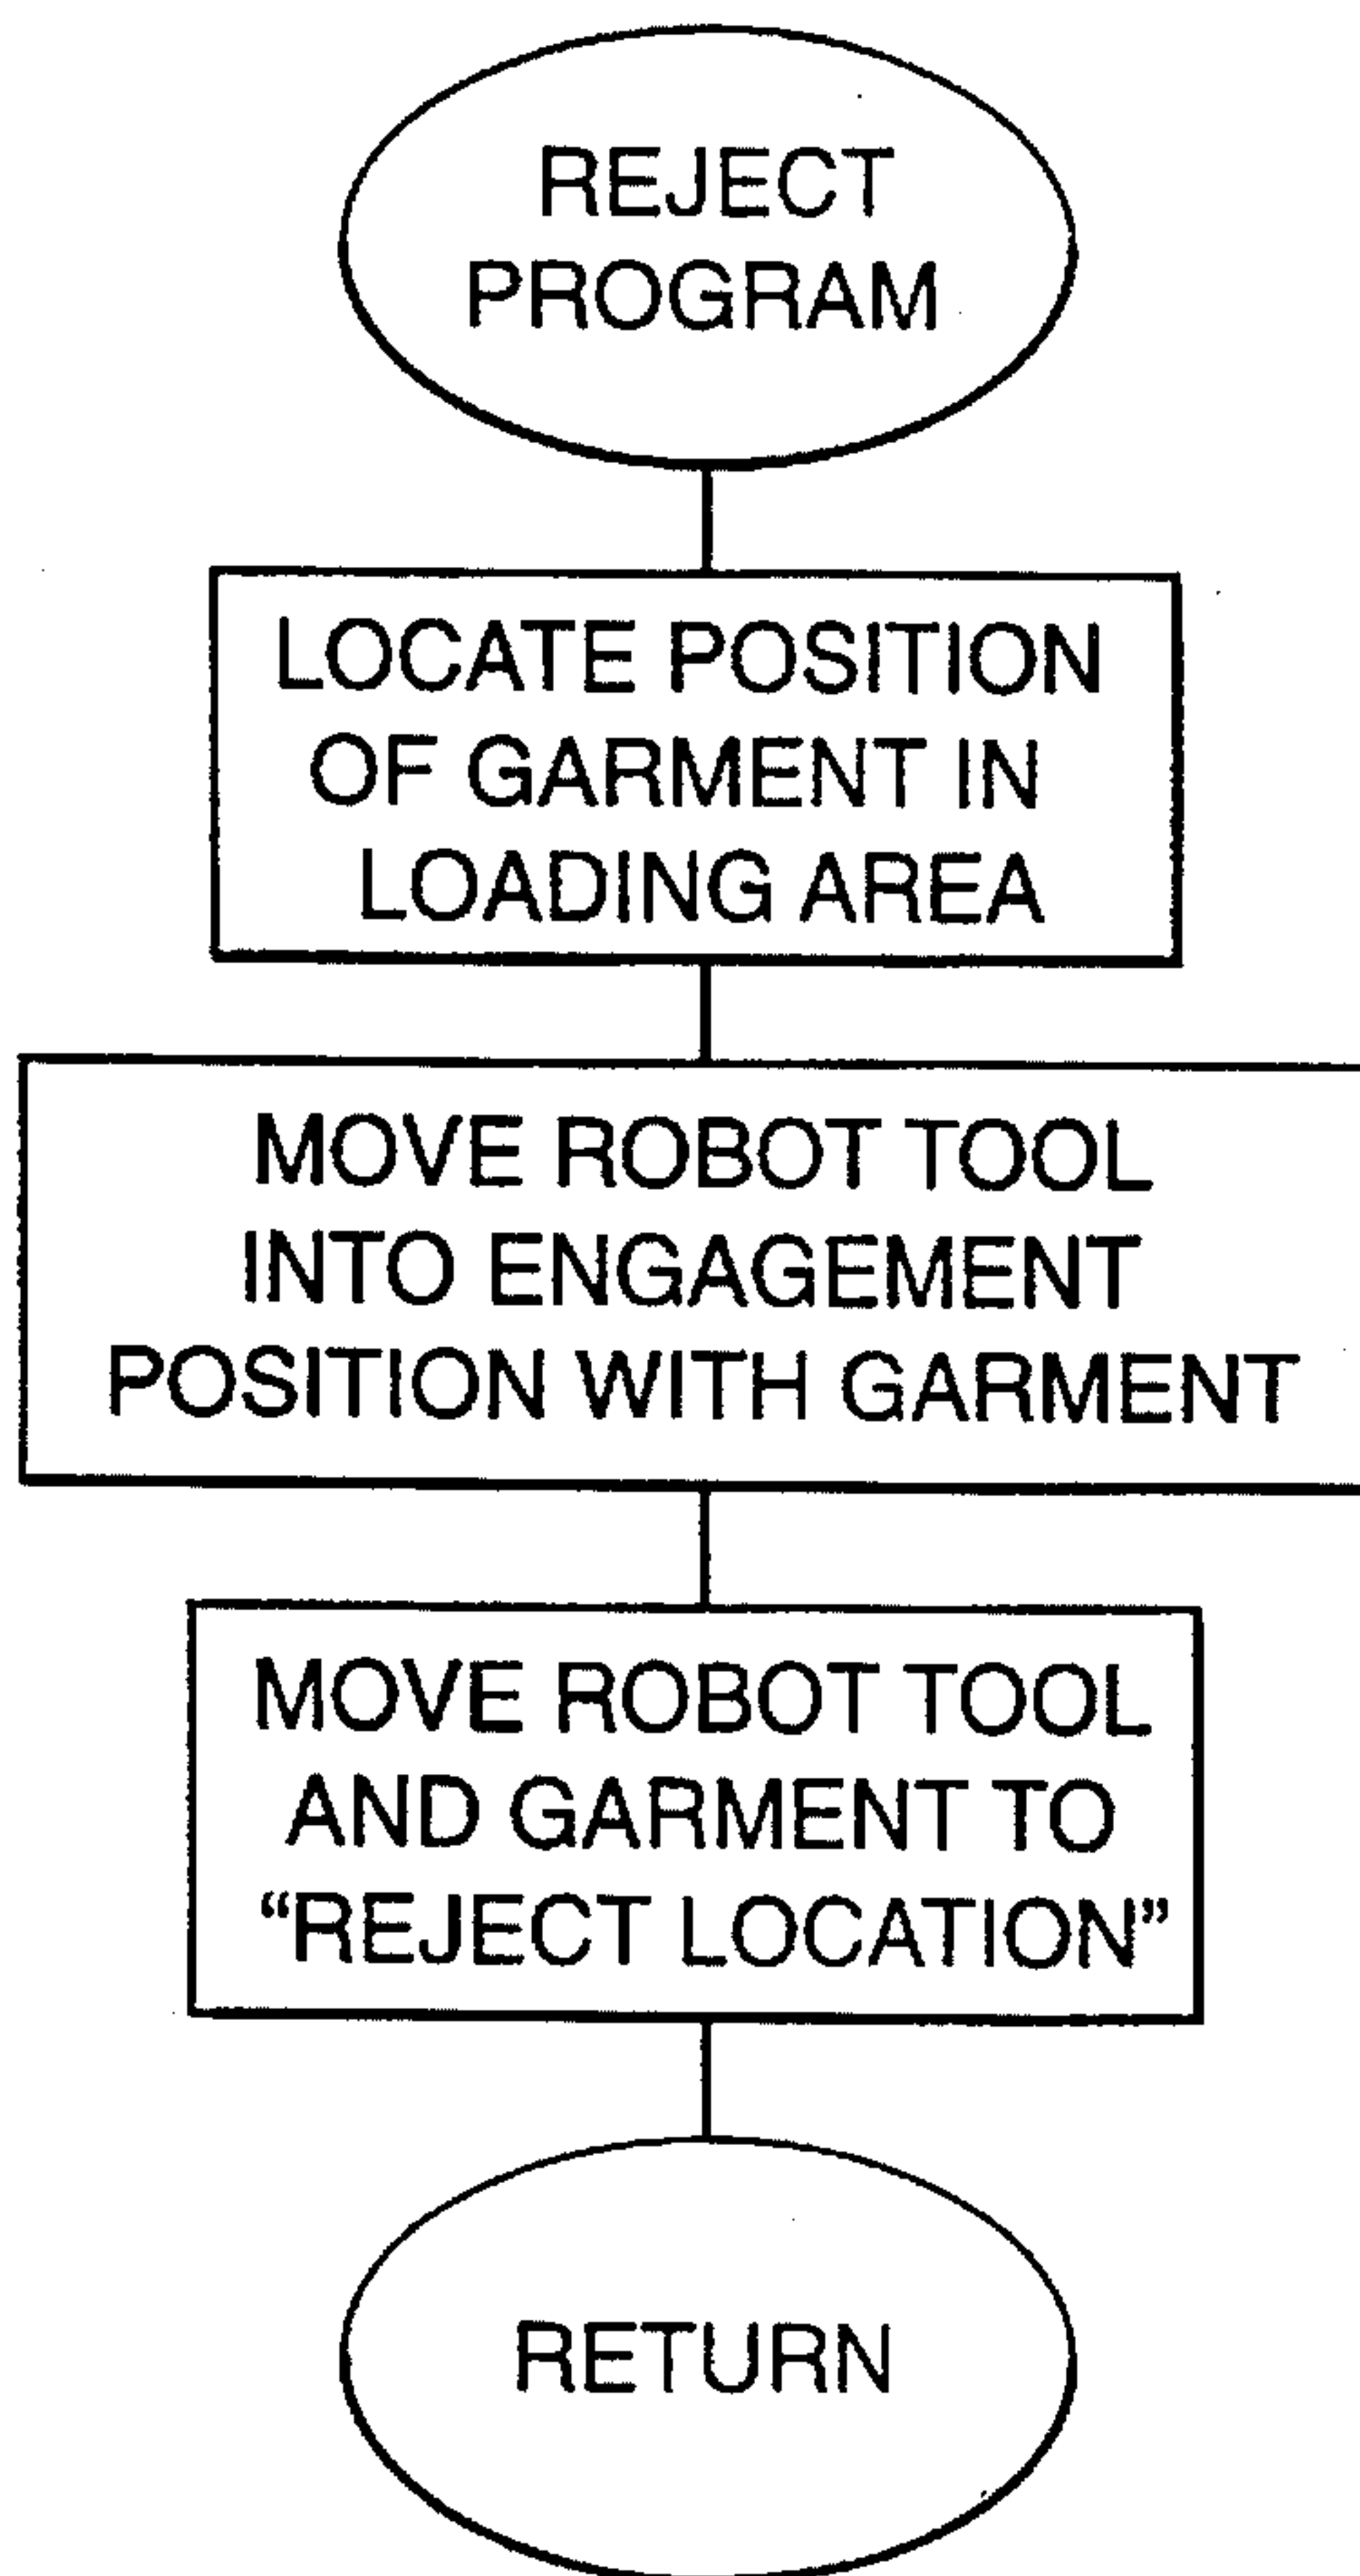 REJECT
PROGRAM
LOCATE POSITION
OF GARMENT IN
LOADING AREA
MOVE ROBOT TOOL
INTO ENGAGEMENT
POSITION WITH GARMENT
MOVE ROBOT TOOL
AND GARMENT TO
“REJECT LOCATION”
RETURN